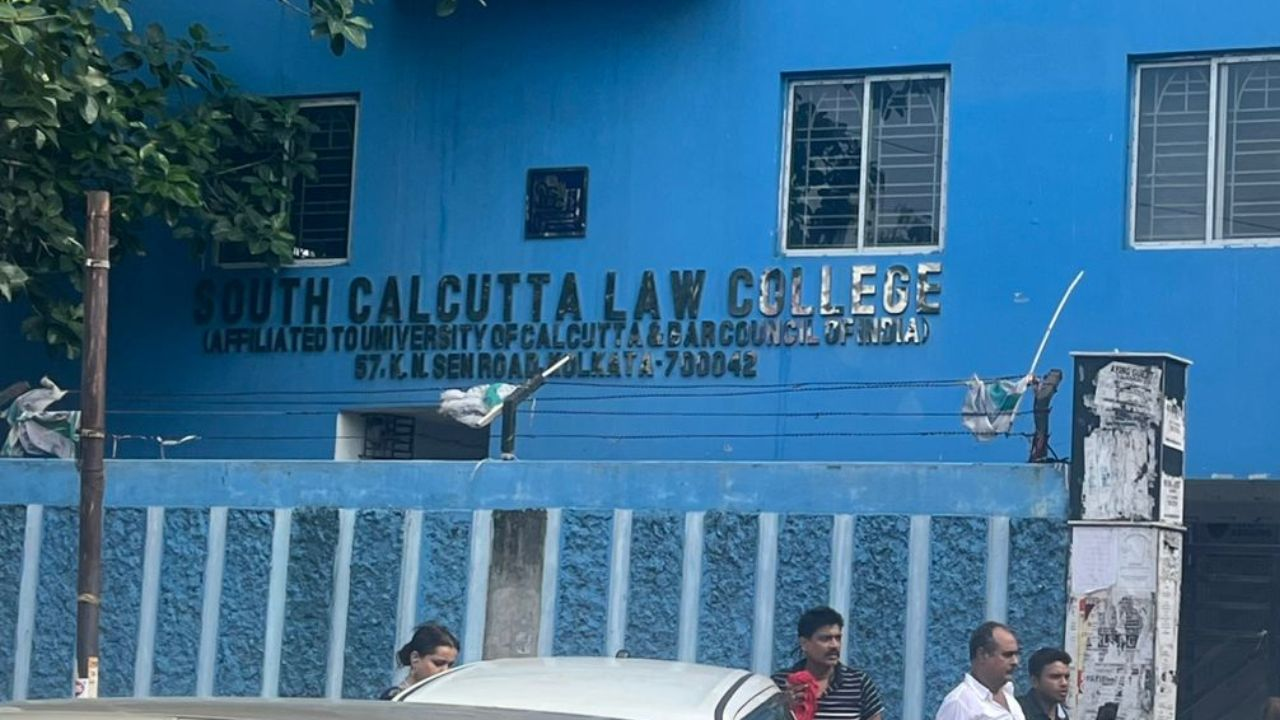 SOUTH CALCUTTA LAW COLLEGE
(AFFILIATED TO UNIVERSITY OF CALCUTTA & BAR COUNCIL OF INDIA)
57, K. N. SEN ROAD, KOLKATA-700042